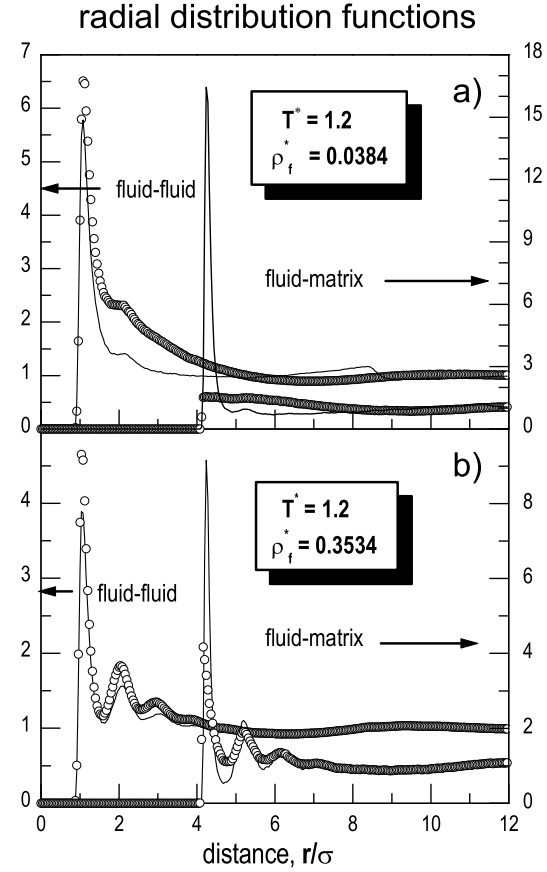 radial distribution functions
7
6
5
4
3
2
1
0
18
15
12
9
6
3
0
a)
T* = 1.2
ρ*f = 0.0384
fluid-fluid
fluid-matrix
4
3
2
1
0
8
6
4
2
0
b)
T* = 1.2
ρ*f = 0.3534
fluid-fluid
fluid-matrix
0 2 4 6 8 10 12
distance, r/σ